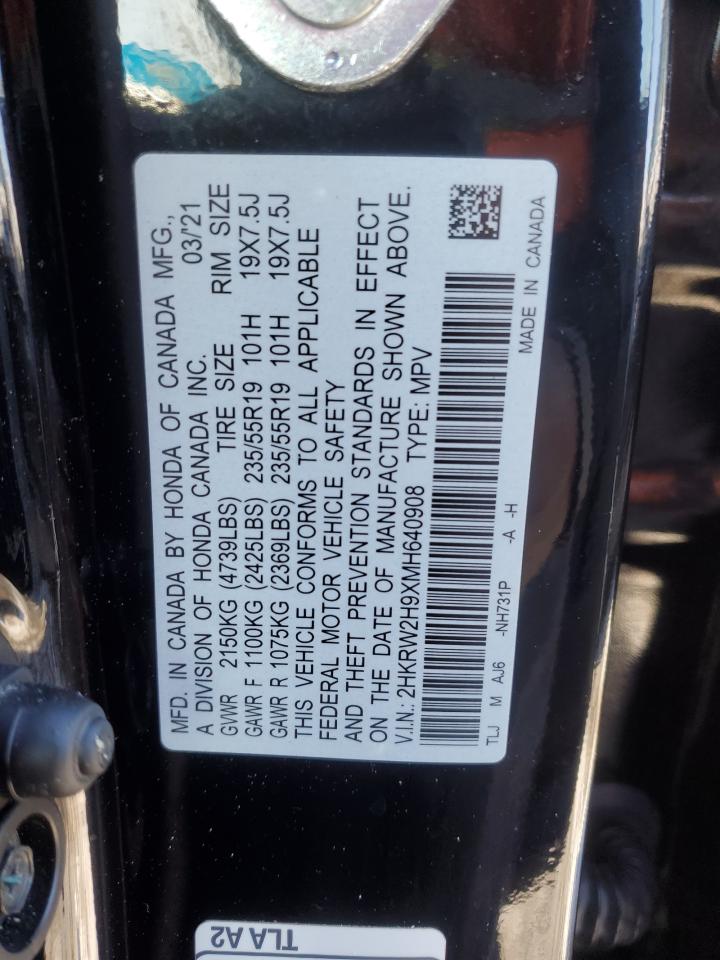 MFD. IN CANADA BY HONDA OF CANADA MFG.,
A DIVISION OF HONDA CANADA INC. 03/'21
GVWR 2150KG (4739LBS) TIRE SIZE RIM SIZE
GAWR F 1100KG (2425LBS) 235/55R19 101H 19X7.5J
GAWR R 1075KG (2369LBS) 235/55R19 101H 19X7.5J
THIS VEHICLE CONFORMS TO ALL APPLICABLE
FEDERAL MOTOR VEHICLE SAFETY
AND THEFT PREVENTION STANDARDS IN EFFECT
ON THE DATE OF MANUFACTURE SHOWN ABOVE.
V.I.N.: 2HKRW2H9XMH640908 TYPE: MPV
TLJ M AJ6 -NH731P -A -H
MADE IN CANADA
TLA A2